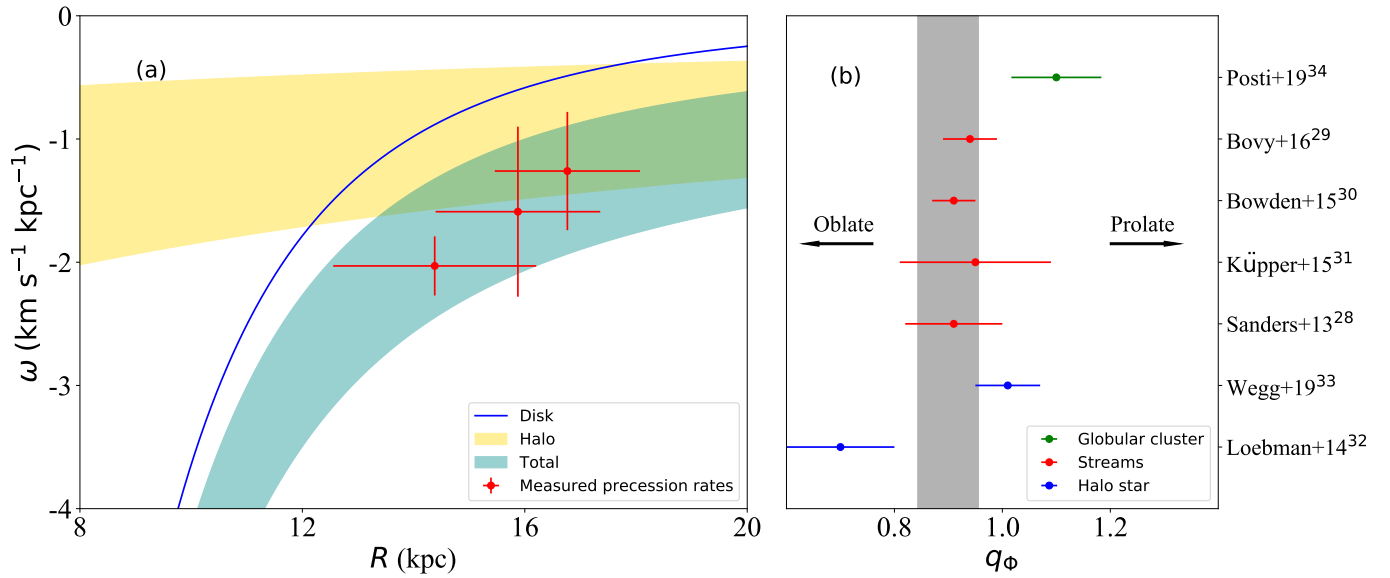 (a)
0
-1
-2
-3
-4
ω (km s⁻¹ kpc⁻¹)
8
12
16
20
R (kpc)
Disk
Halo
Total
Measured precession rates
(b)
Oblate
Prolate
Posti+19³⁴
Bovy+16²⁹
Bowden+15³⁰
Küpper+15³¹
Sanders+13²⁸
Wegg+19³³
Loebman+14³²
Globular cluster
Streams
Halo star
0.8
1.0
1.2
qΦ